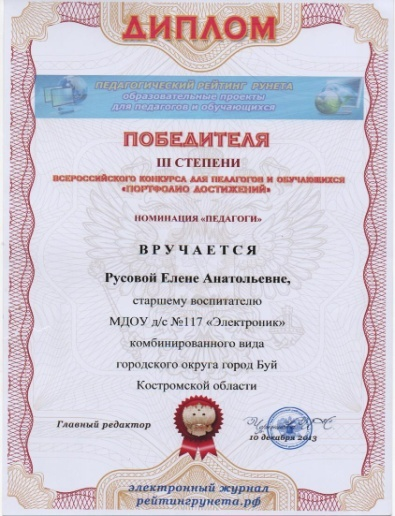 ДИПЛОМ
ПЕДАГОГИЧЕСКИЙ РЕЙТИНГ РУНЕТА
образовательные проекты
для педагогов и обучающихся
ПОБЕДИТЕЛЯ
III СТЕПЕНИ
ВСЕРОССИЙСКОГО КОНКУРСА ДЛЯ ПЕДАГОГОВ И ОБУЧАЮЩИХСЯ
«ПОРТФОЛИО ДОСТИЖЕНИЙ»
НОМИНАЦИЯ «ПЕДАГОГИ»
ВРУЧАЕТСЯ
Русовой Елене Анатольевне,
старшему воспитателю
МДОУ д/с №117 «Электроник»
комбинированного вида
городского округа город Буй
Костромской области
Главный редактор
10 декабря 2013
электронный журнал
рейтингрунета.рф